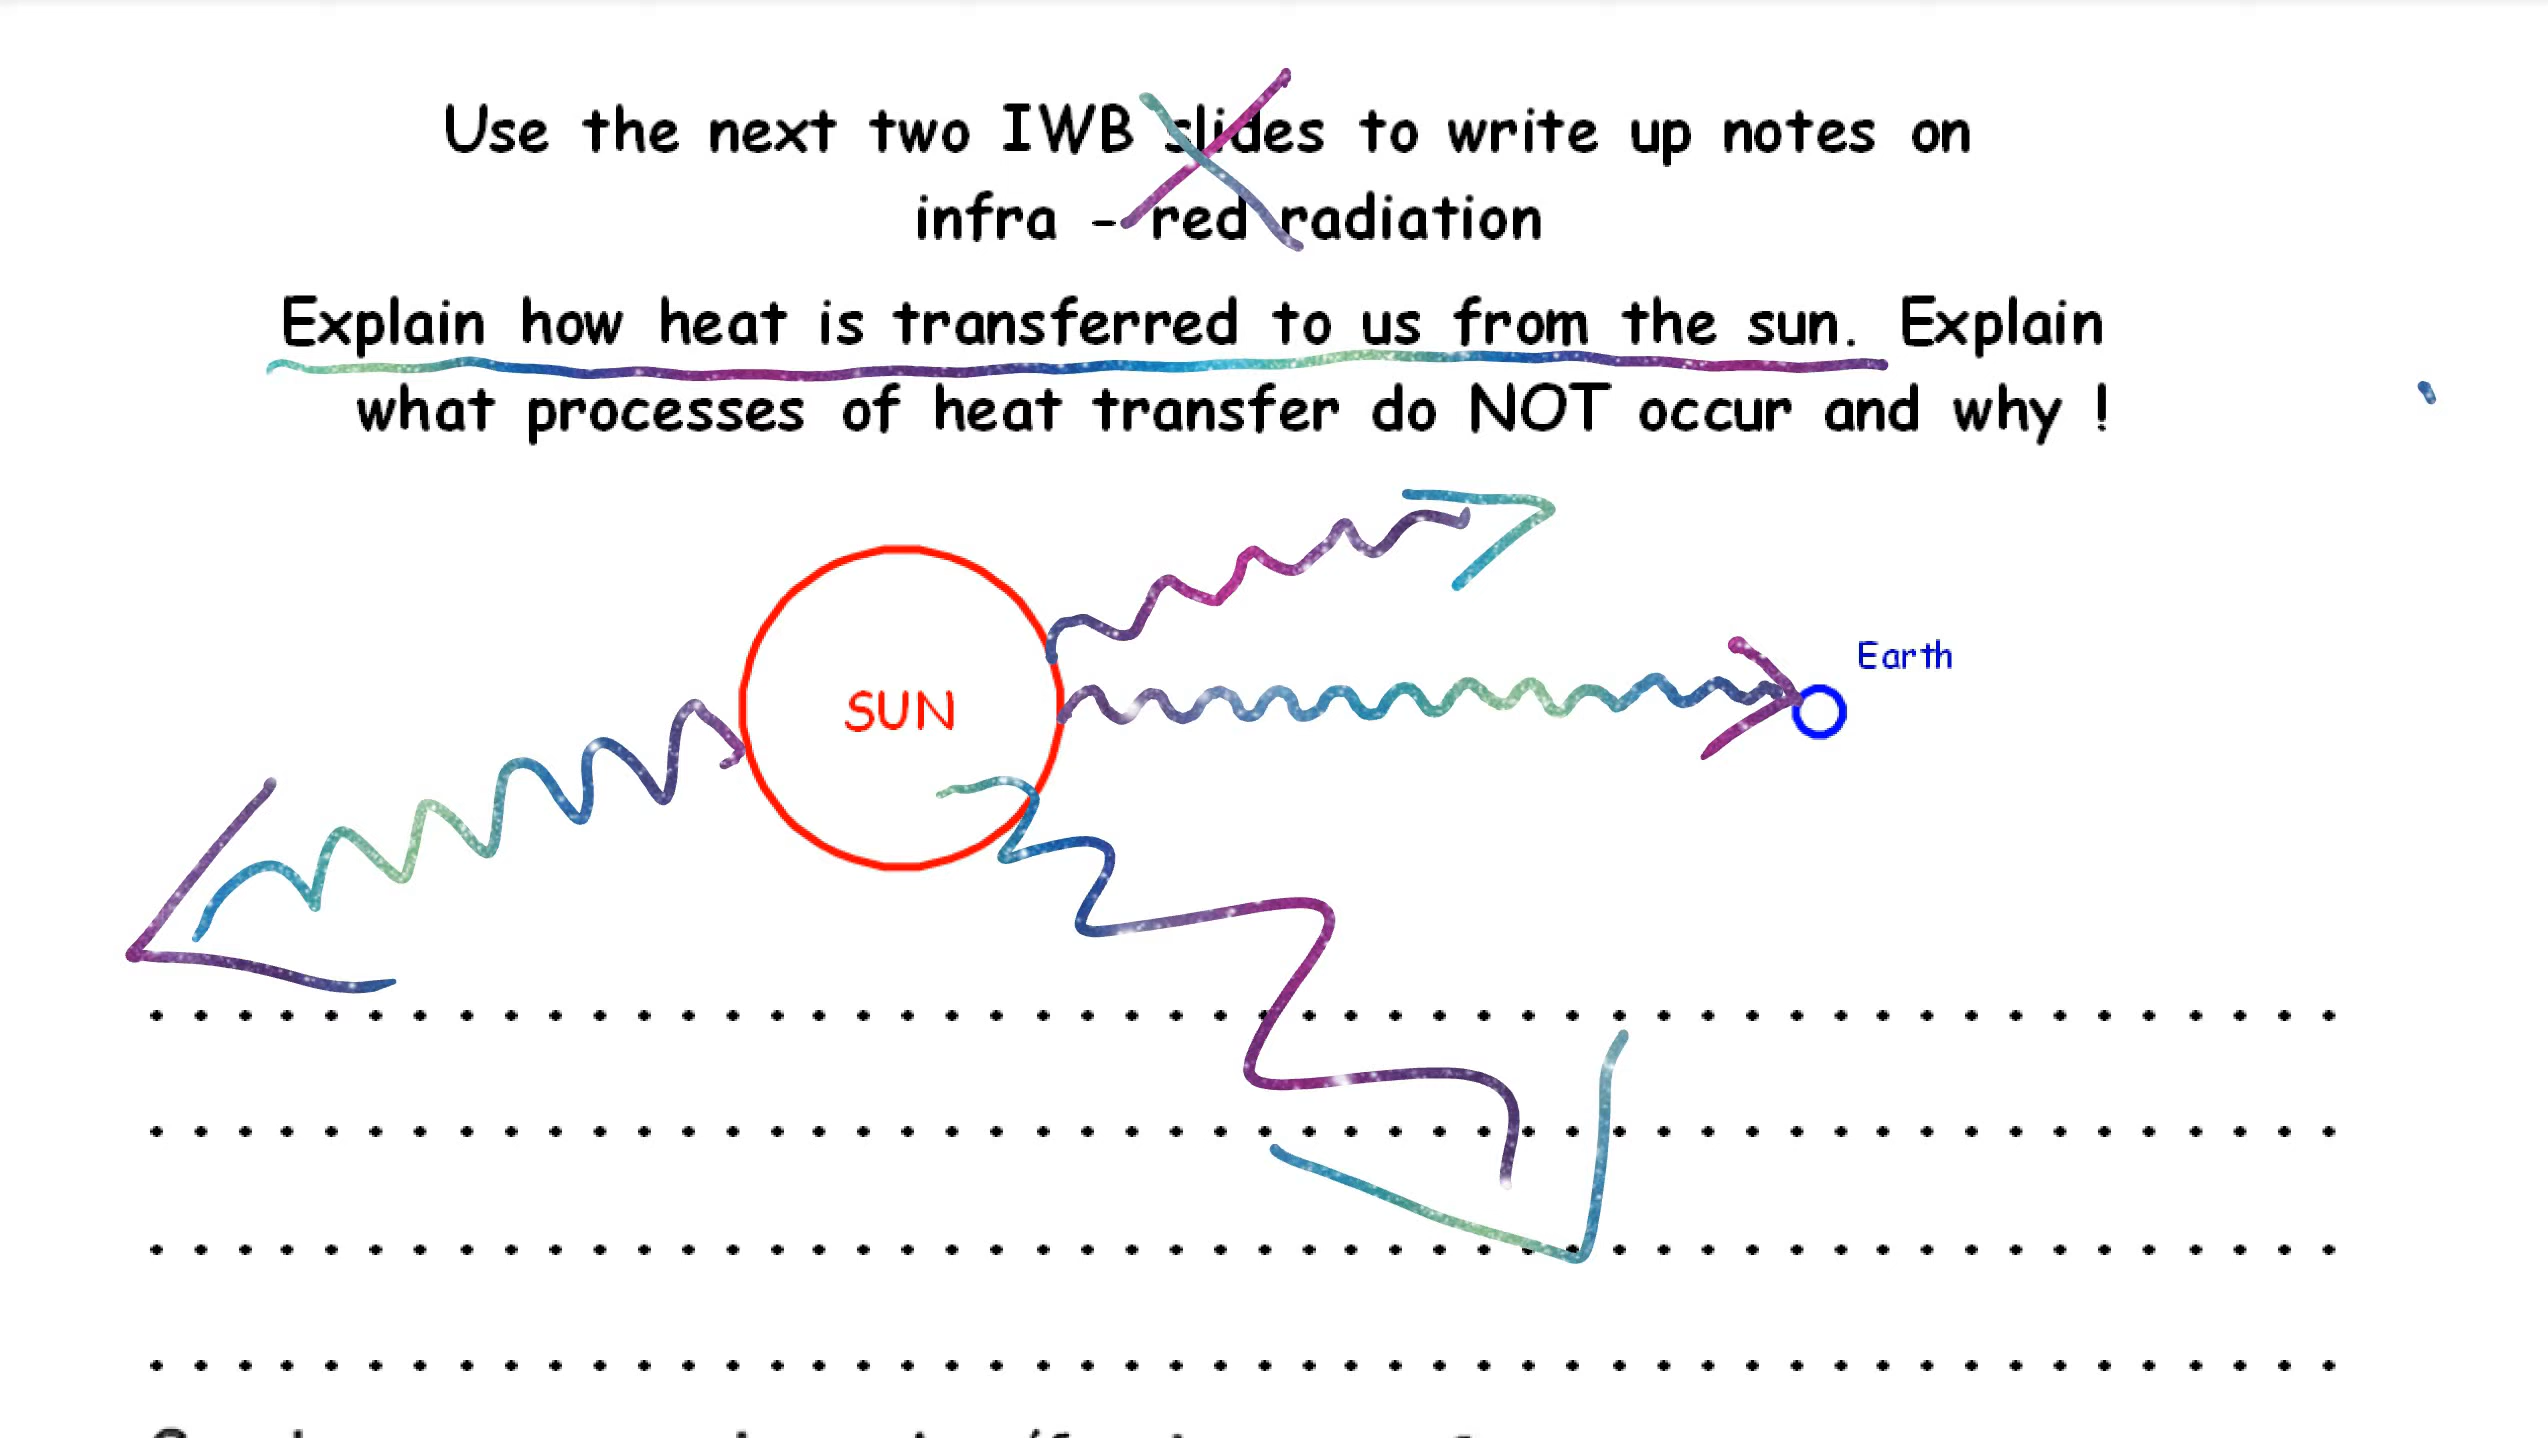 Use the next two IWB slides to write up notes on
infra - red radiation
Explain how heat is transferred to us from the sun. Explain
what processes of heat transfer do NOT occur and why !
Earth
SUN